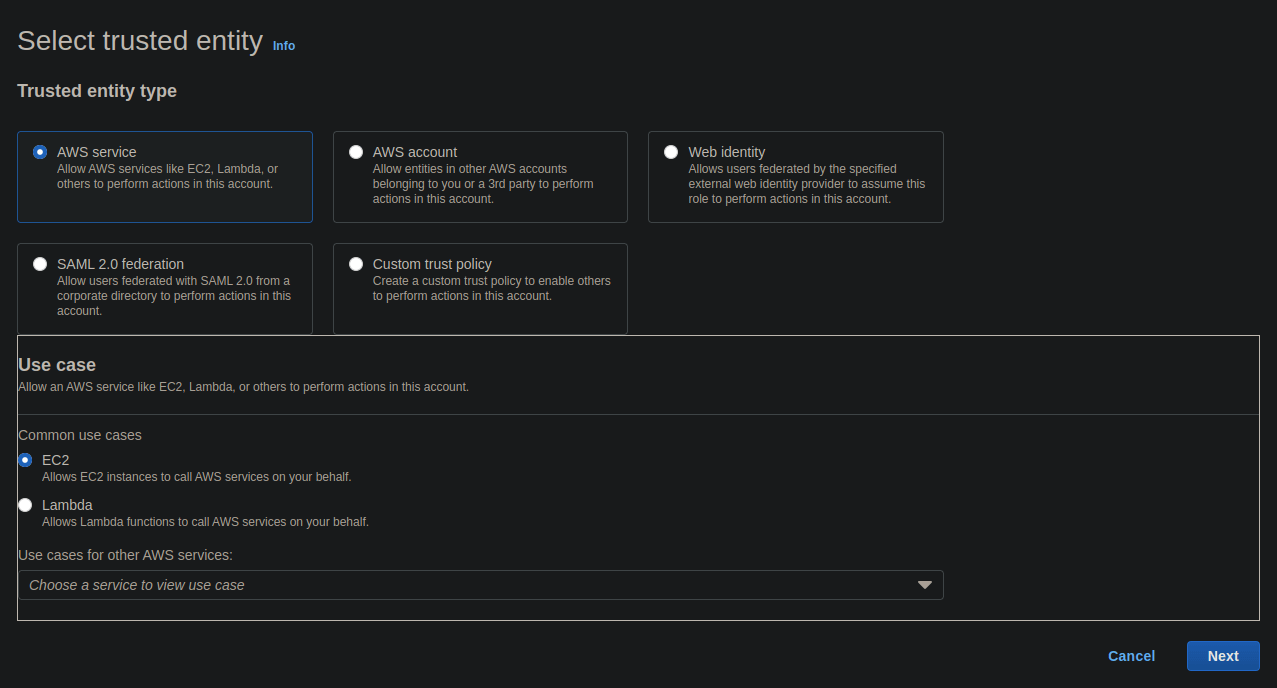 Select trusted entity Info
Trusted entity type
AWS service
Allow AWS services like EC2, Lambda, or
others to perform actions in this account.
AWS account
Allow entities in other AWS accounts
belonging to you or a 3rd party to perform
actions in this account.
Web identity
Allows users federated by the specified
external web identity provider to assume this
role to perform actions in this account.
SAML 2.0 federation
Allow users federated with SAML 2.0 from a
corporate directory to perform actions in this
account.
Custom trust policy
Create a custom trust policy to enable others
to perform actions in this account.
Use case
Allow an AWS service like EC2, Lambda, or others to perform actions in this account.
Common use cases
EC2
Allows EC2 instances to call AWS services on your behalf.
Lambda
Allows Lambda functions to call AWS services on your behalf.
Use cases for other AWS services:
Choose a service to view use case
Cancel Next